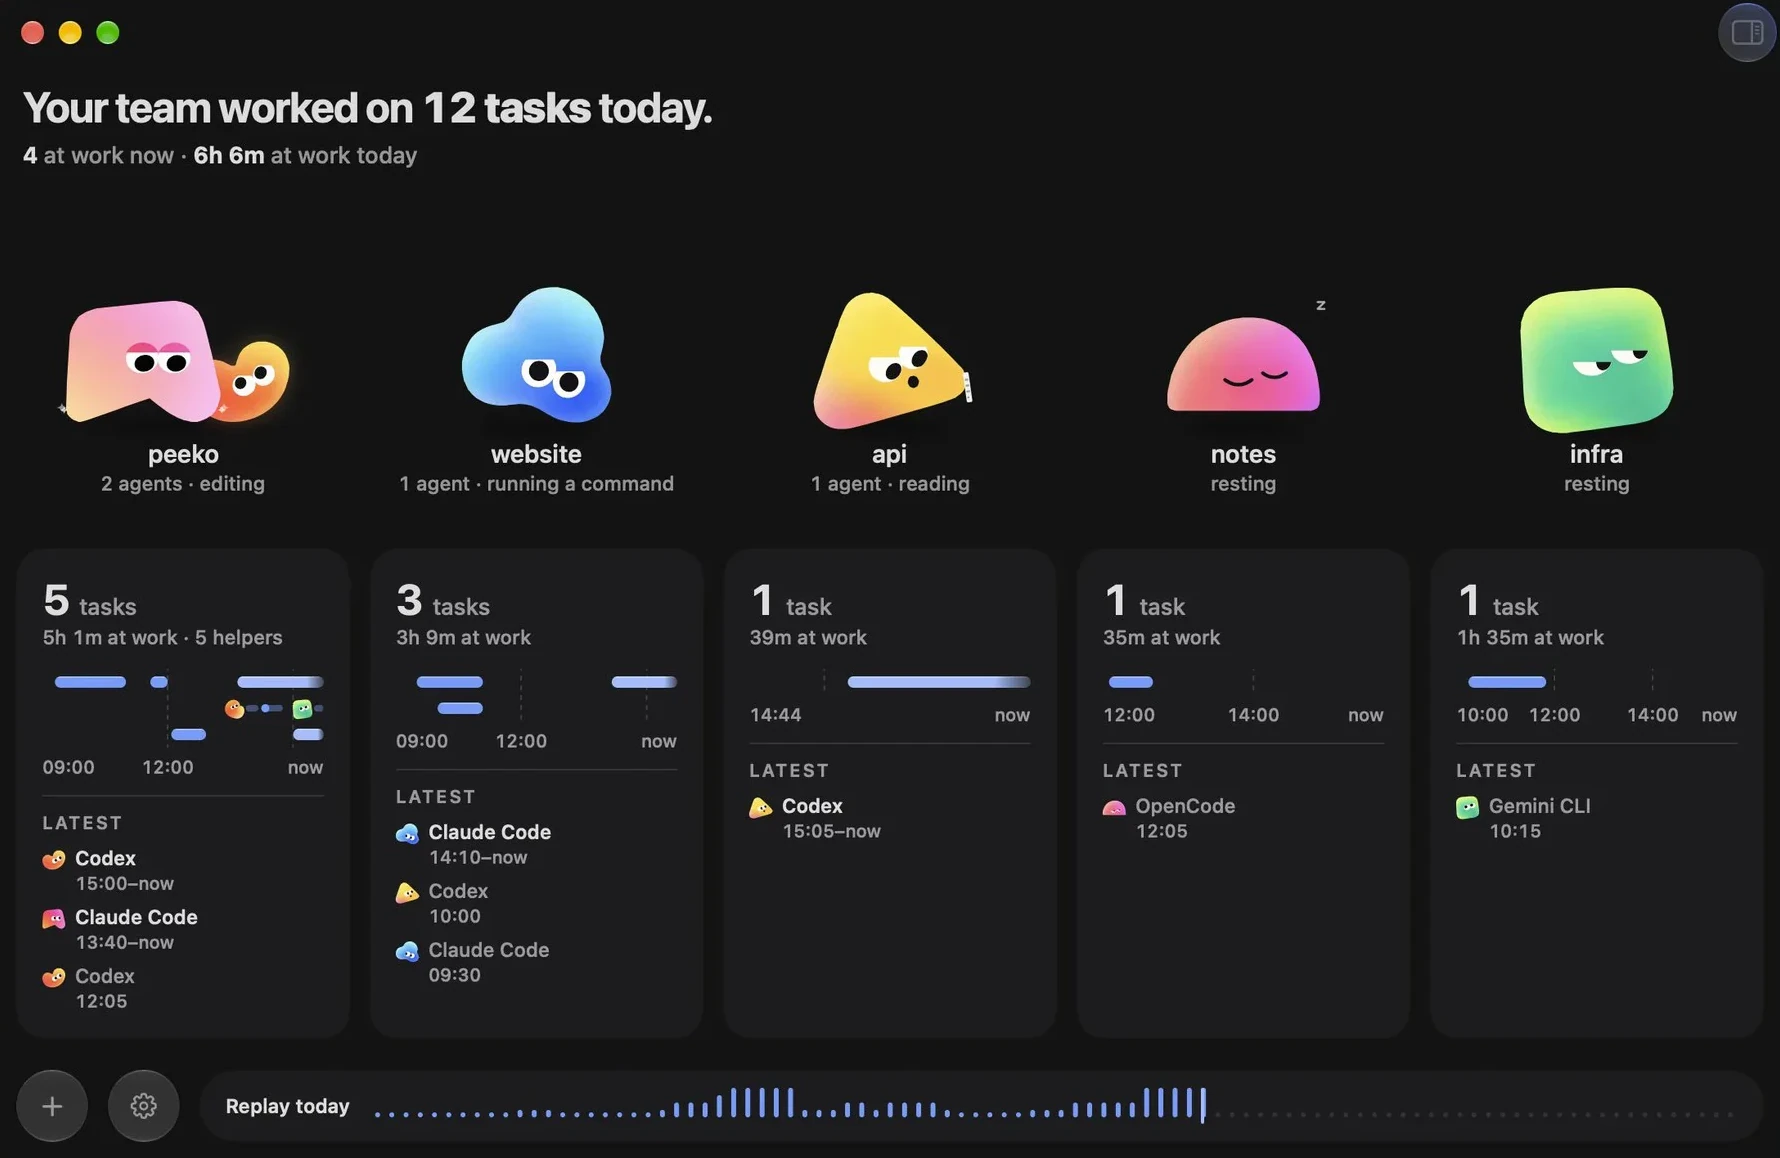 Your team worked on 12 tasks today.
4 at work now · 6h 6m at work today
z
peeko
2 agents · editing
website
1 agent · running a command
api
1 agent · reading
notes
resting
infra
resting
5 tasks
5h 1m at work · 5 helpers
09:00 12:00 now
LATEST
Codex
15:00–now
Claude Code
13:40–now
Codex
12:05
3 tasks
3h 9m at work
09:00 12:00 now
LATEST
Claude Code
14:10–now
Codex
10:00
Claude Code
09:30
1 task
39m at work
14:44 now
LATEST
Codex
15:05–now
1 task
35m at work
12:00 14:00 now
LATEST
OpenCode
12:05
1 task
1h 35m at work
10:00 12:00 14:00 now
LATEST
Gemini CLI
10:15
Replay today